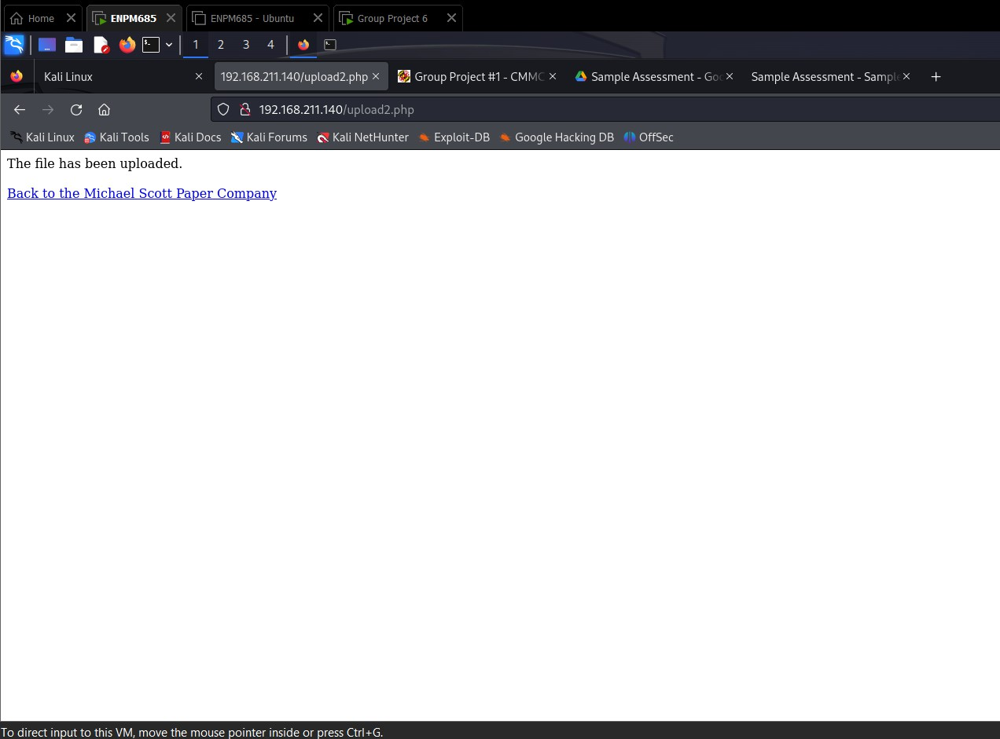 Home
ENPM685
ENPM685 - Ubuntu
Group Project 6
1 2 3 4
Kali Linux
192.168.211.140/upload2.php
Group Project #1 - CMMC
Sample Assessment - Goo
Sample Assessment - Sample
192.168.211.140/upload2.php
Kali Linux
Kali Tools
Kali Docs
Kali Forums
Kali NetHunter
Exploit-DB
Google Hacking DB
OffSec
The file has been uploaded.
Back to the Michael Scott Paper Company
To direct input to this VM, move the mouse pointer inside or press Ctrl+G.